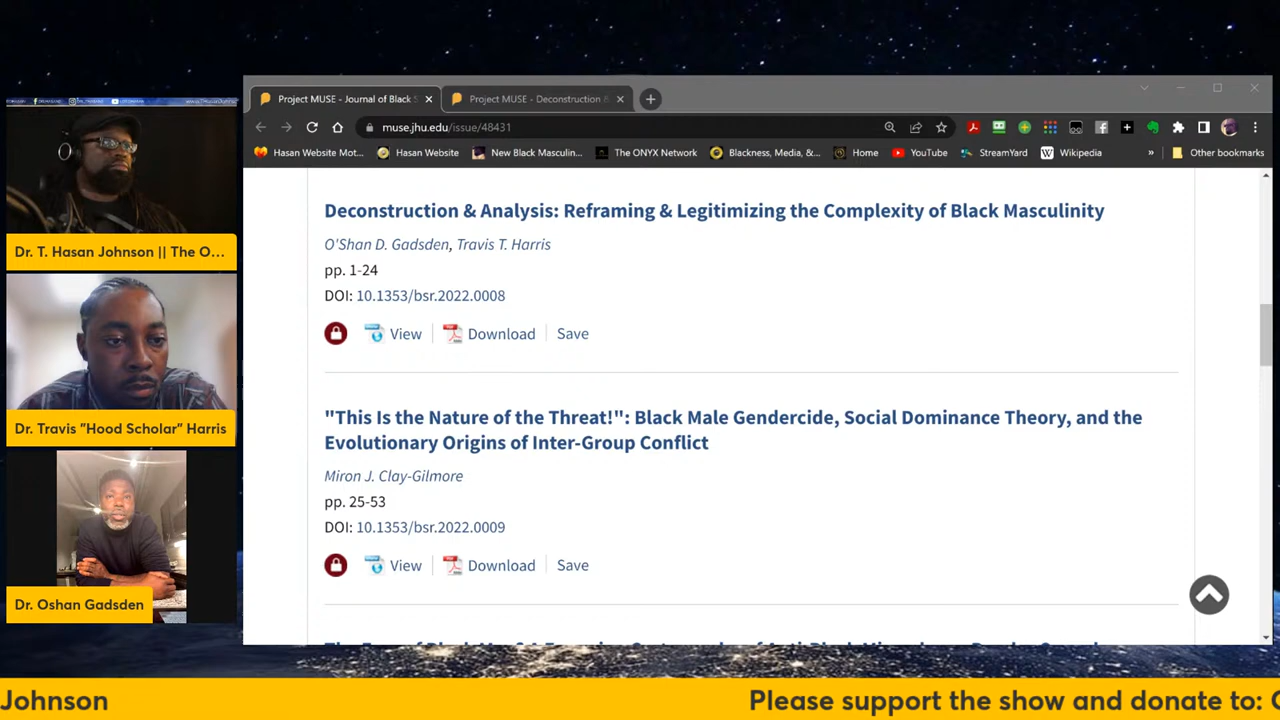 Project MUSE - Journal of Black S
Project MUSE - Deconstruction &
muse.jhu.edu/issue/48431
Hasan Website Mot...
Hasan Website
New Black Masculin...
The ONYX Network
Blackness, Media, &...
Home
YouTube
StreamYard
Wikipedia
»
Other bookmarks
Dr. T. Hasan Johnson || The O...
Dr. Travis "Hood Scholar" Harris
Dr. Oshan Gadsden
Deconstruction & Analysis: Reframing & Legitimizing the Complexity of Black Masculinity
O'Shan D. Gadsden, Travis T. Harris
pp. 1-24
DOI: 10.1353/bsr.2022.0008
View Download Save
"This Is the Nature of the Threat!": Black Male Gendercide, Social Dominance Theory, and the
Evolutionary Origins of Inter-Group Conflict
Miron J. Clay-Gilmore
pp. 25-53
DOI: 10.1353/bsr.2022.0009
View Download Save
Johnson
Please support the show and donate to: